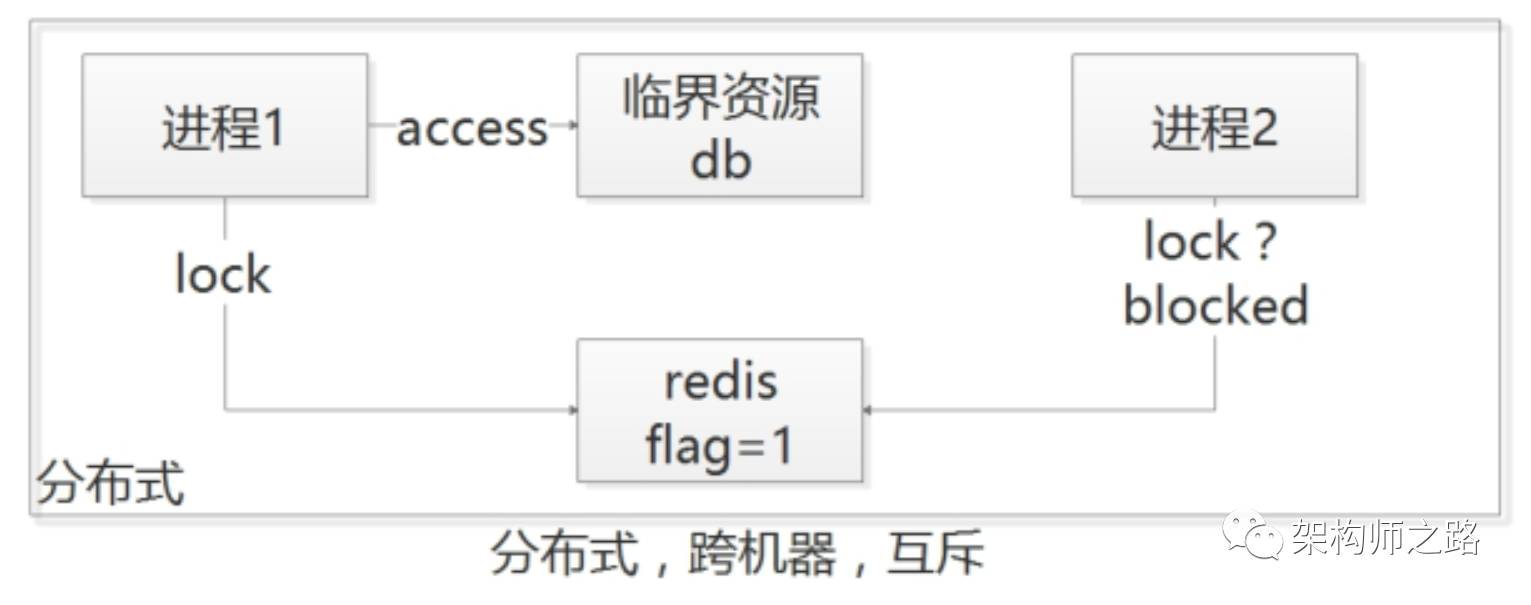 进程1
access
临界资源
db
进程2
lock
lock？
blocked
redis
flag=1
分布式
分布式，跨机器，互斥
架构师之路